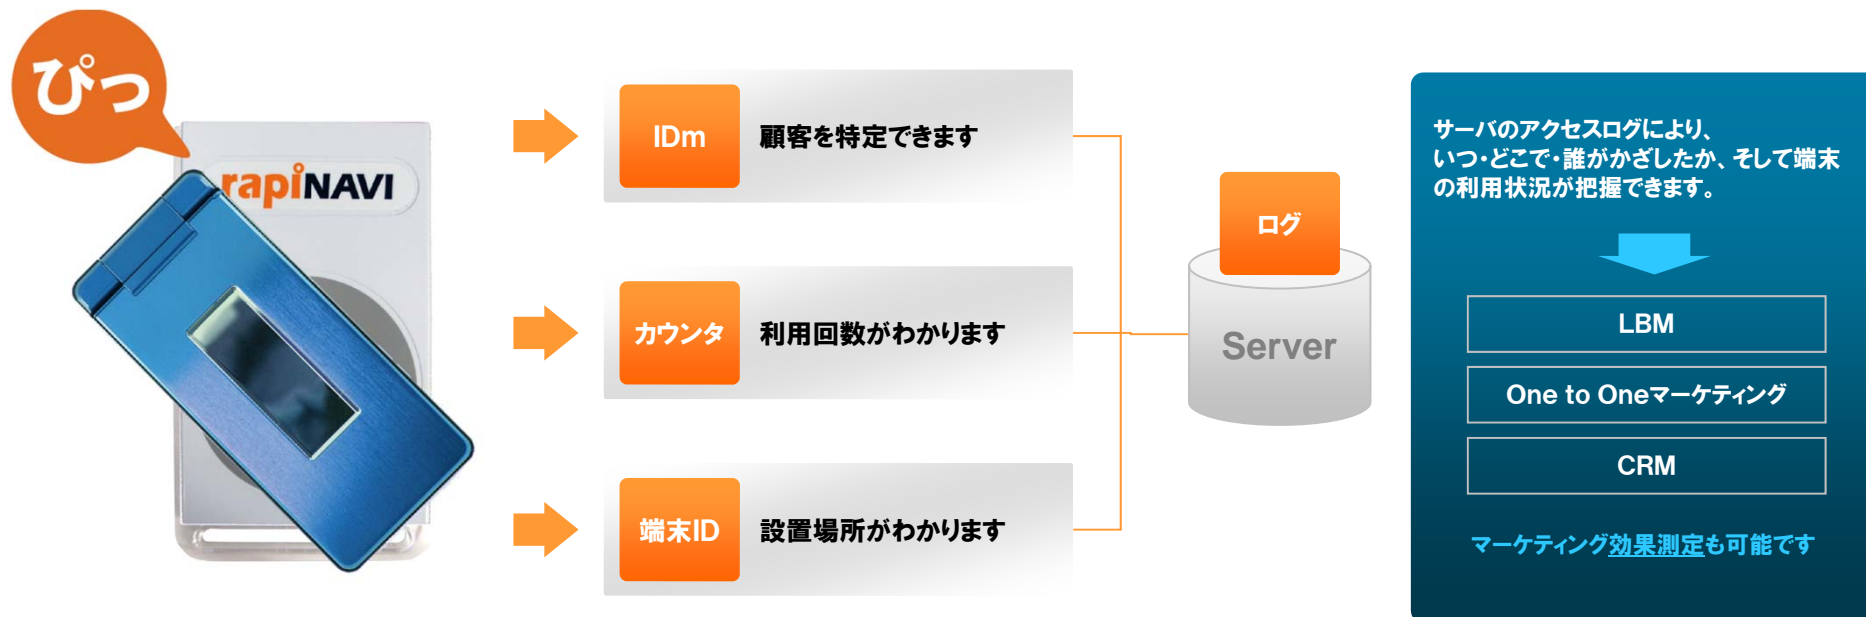 ぴっ
rapiNAVI
IDm
顧客を特定できます
カウンタ
利用回数がわかります
端末ID
設置場所がわかります
ログ
Server
サーバのアクセスログにより、
いつ・どこで・誰がかざしたか、そして端末
の利用状況が把握できます。
LBM
One to Oneマーケティング
CRM
マーケティング効果測定も可能です